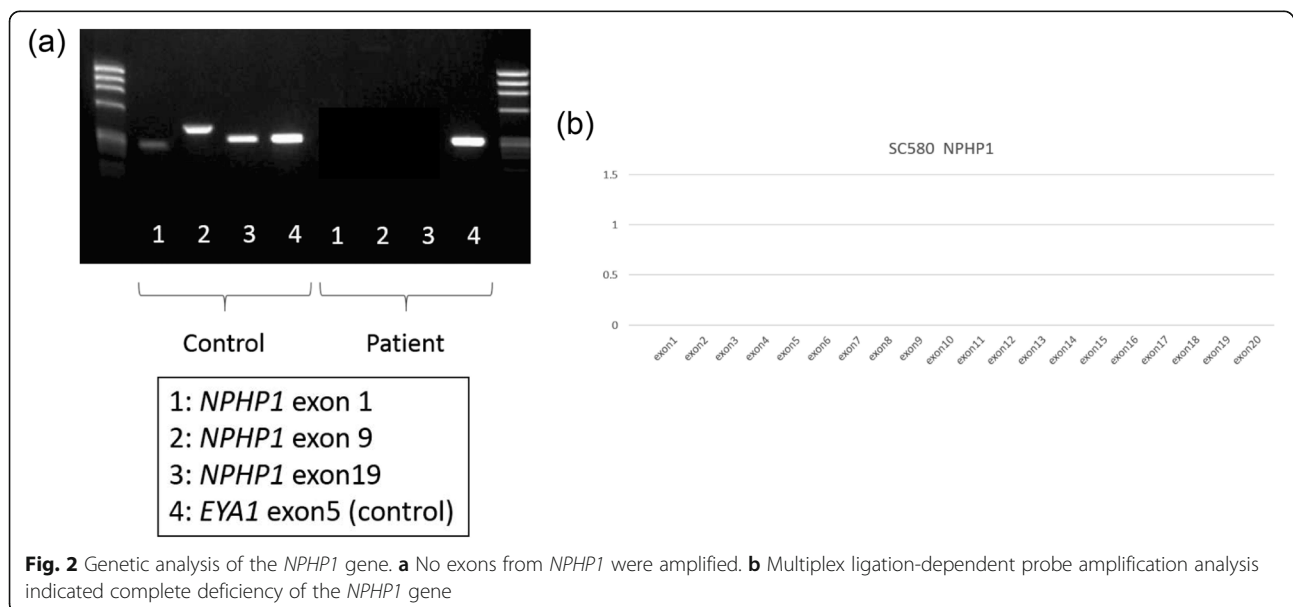 (a)
1 2 3 4 1 2 3 4
Control Patient
1: NPHP1 exon 1
2: NPHP1 exon 9
3: NPHP1 exon19
4: EYA1 exon5 (control)
(b)
SC580 NPHP1
1.5
1
0.5
0
exon1 exon2 exon3 exon4 exon5 exon6 exon7 exon8 exon9 exon10 exon11 exon12 exon13 exon14 exon15 exon16 exon17 exon18 exon19 exon20
Fig. 2 Genetic analysis of the NPHP1 gene. a No exons from NPHP1 were amplified. b Multiplex ligation-dependent probe amplification analysis
indicated complete deficiency of the NPHP1 gene